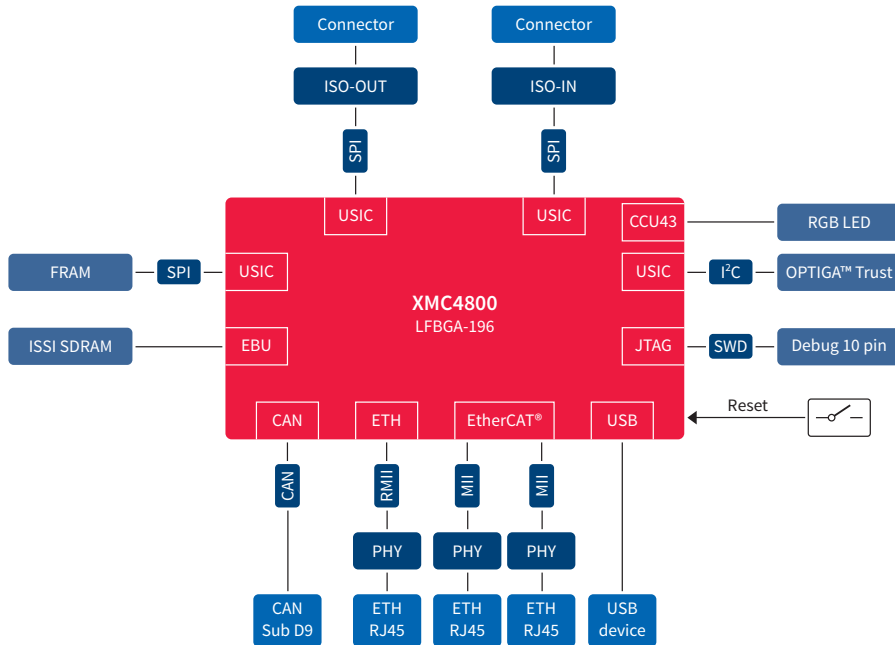 Connector
Connector
ISO-OUT
ISO-IN
SPI
SPI
USIC
USIC
CCU43
RGB LED
FRAM
SPI
USIC
USIC
I²C
OPTIGA™ Trust
XMC4800
LFBGA-196
ISSI SDRAM
EBU
JTAG
SWD
Debug 10 pin
Reset
CAN
ETH
EtherCAT®
USB
CAN
RMII
MII
MII
PHY
PHY
PHY
CAN
Sub D9
ETH
RJ45
ETH
RJ45
ETH
RJ45
USB
device